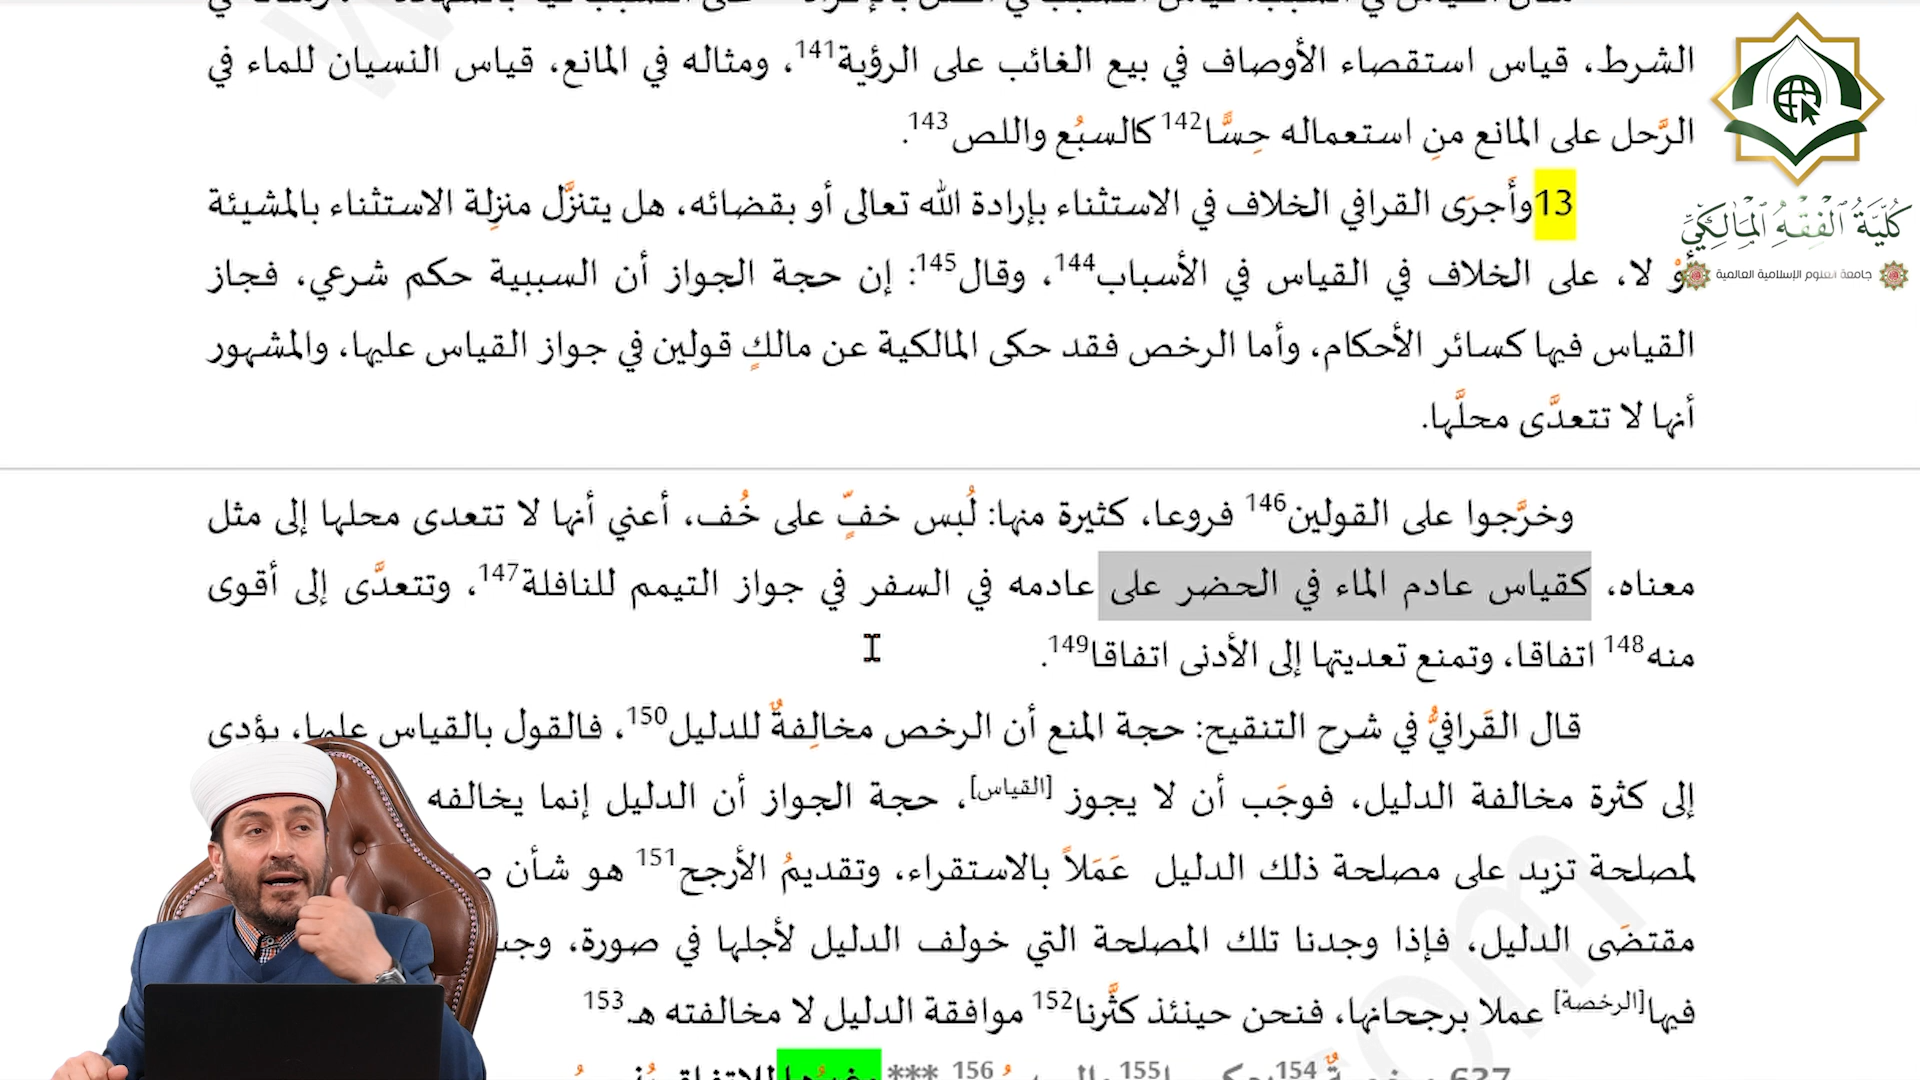 الشرط، قياس استقصاء الأوصاف في بيع الغائب على الرؤية141، ومثاله في المانع، قياس النسيان للماء في
الرَّحل على المانع مِن استعماله حِسًّا142 كالسبُع واللص143.
13وأَجرَى القرافي الخلاف في الاستثناء بإرادة الله تعالى أو بقضائه، هل يتنزَّل منزِلة الاستثناء بالمشيئة
أوْ لا، على الخلاف في القياس في الأسباب144، وقال145: إن حجة الجواز أن السببية حكم شرعي، فجاز
القياس فيها كسائر الأحكام، وأما الرخص فقد حكى المالكية عن مالكٍ قولين في جواز القياس عليها، والمشهور
أنها لا تتعدَّى محلَّها.
وخرَّجوا على القولين146 فروعا، كثيرة منها: لُبس خفٍّ على خُف، أعني أنها لا تتعدى محلها إلى مثل
معناه، كقياس عادم الماء في الحضر على عادمه في السفر في جواز التيمم للنافلة147، وتتعدَّى إلى أقوى
منه148 اتفاقا، وتمنع تعديتها إلى الأدنى اتفاقا149.
قال القَرافيُّ في شرح التنقيح: حجة المنع أن الرخص مخالِفةٌ للدليل150، فالقول بالقياس عليها، يؤدى
إلى كثرة مخالفة الدليل، فوجَب أن لا يجوز [القياس]، حجة الجواز أن الدليل إنما يخالفه
لمصلحة تزيد على مصلحة ذلك الدليل عَمَلاً بالاستقراء، وتقديمُ الأرجح151 هو شأن
مقتضَى الدليل، فإذا وجدنا تلك المصلحة التي خولف الدليل لأجلها في صورة،
فيها[الرخصة] عملا برجحانها، فنحن حينئذ كثَّرنا152 موافقة الدليل لا مخالفته هـ153
كُلِّيَّةُ الْفِقْهِ الْمَالِكِيِّ
جامعة العلوم الإسلامية العالمية